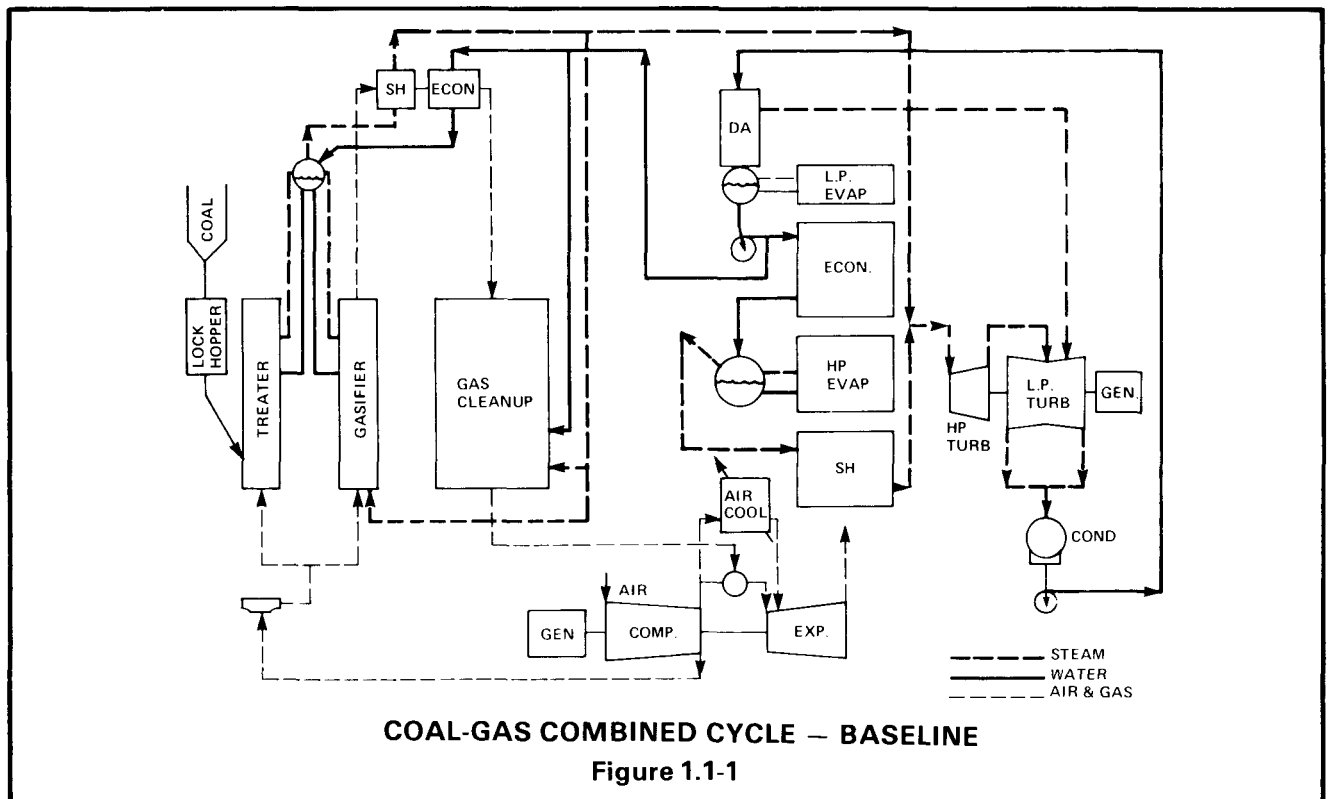 SH
ECON
DA
L.P.
EVAP
COAL
LOCK
HOPPER
TREATER
GASIFIER
GAS
CLEANUP
ECON.
HP
EVAP
SH
HP
TURB
L.P.
TURB
GEN.
AIR
COOL
COND
AIR
GEN
COMP.
EXP.
STEAM
WATER
AIR & GAS
COAL-GAS COMBINED CYCLE — BASELINE
Figure 1.1-1